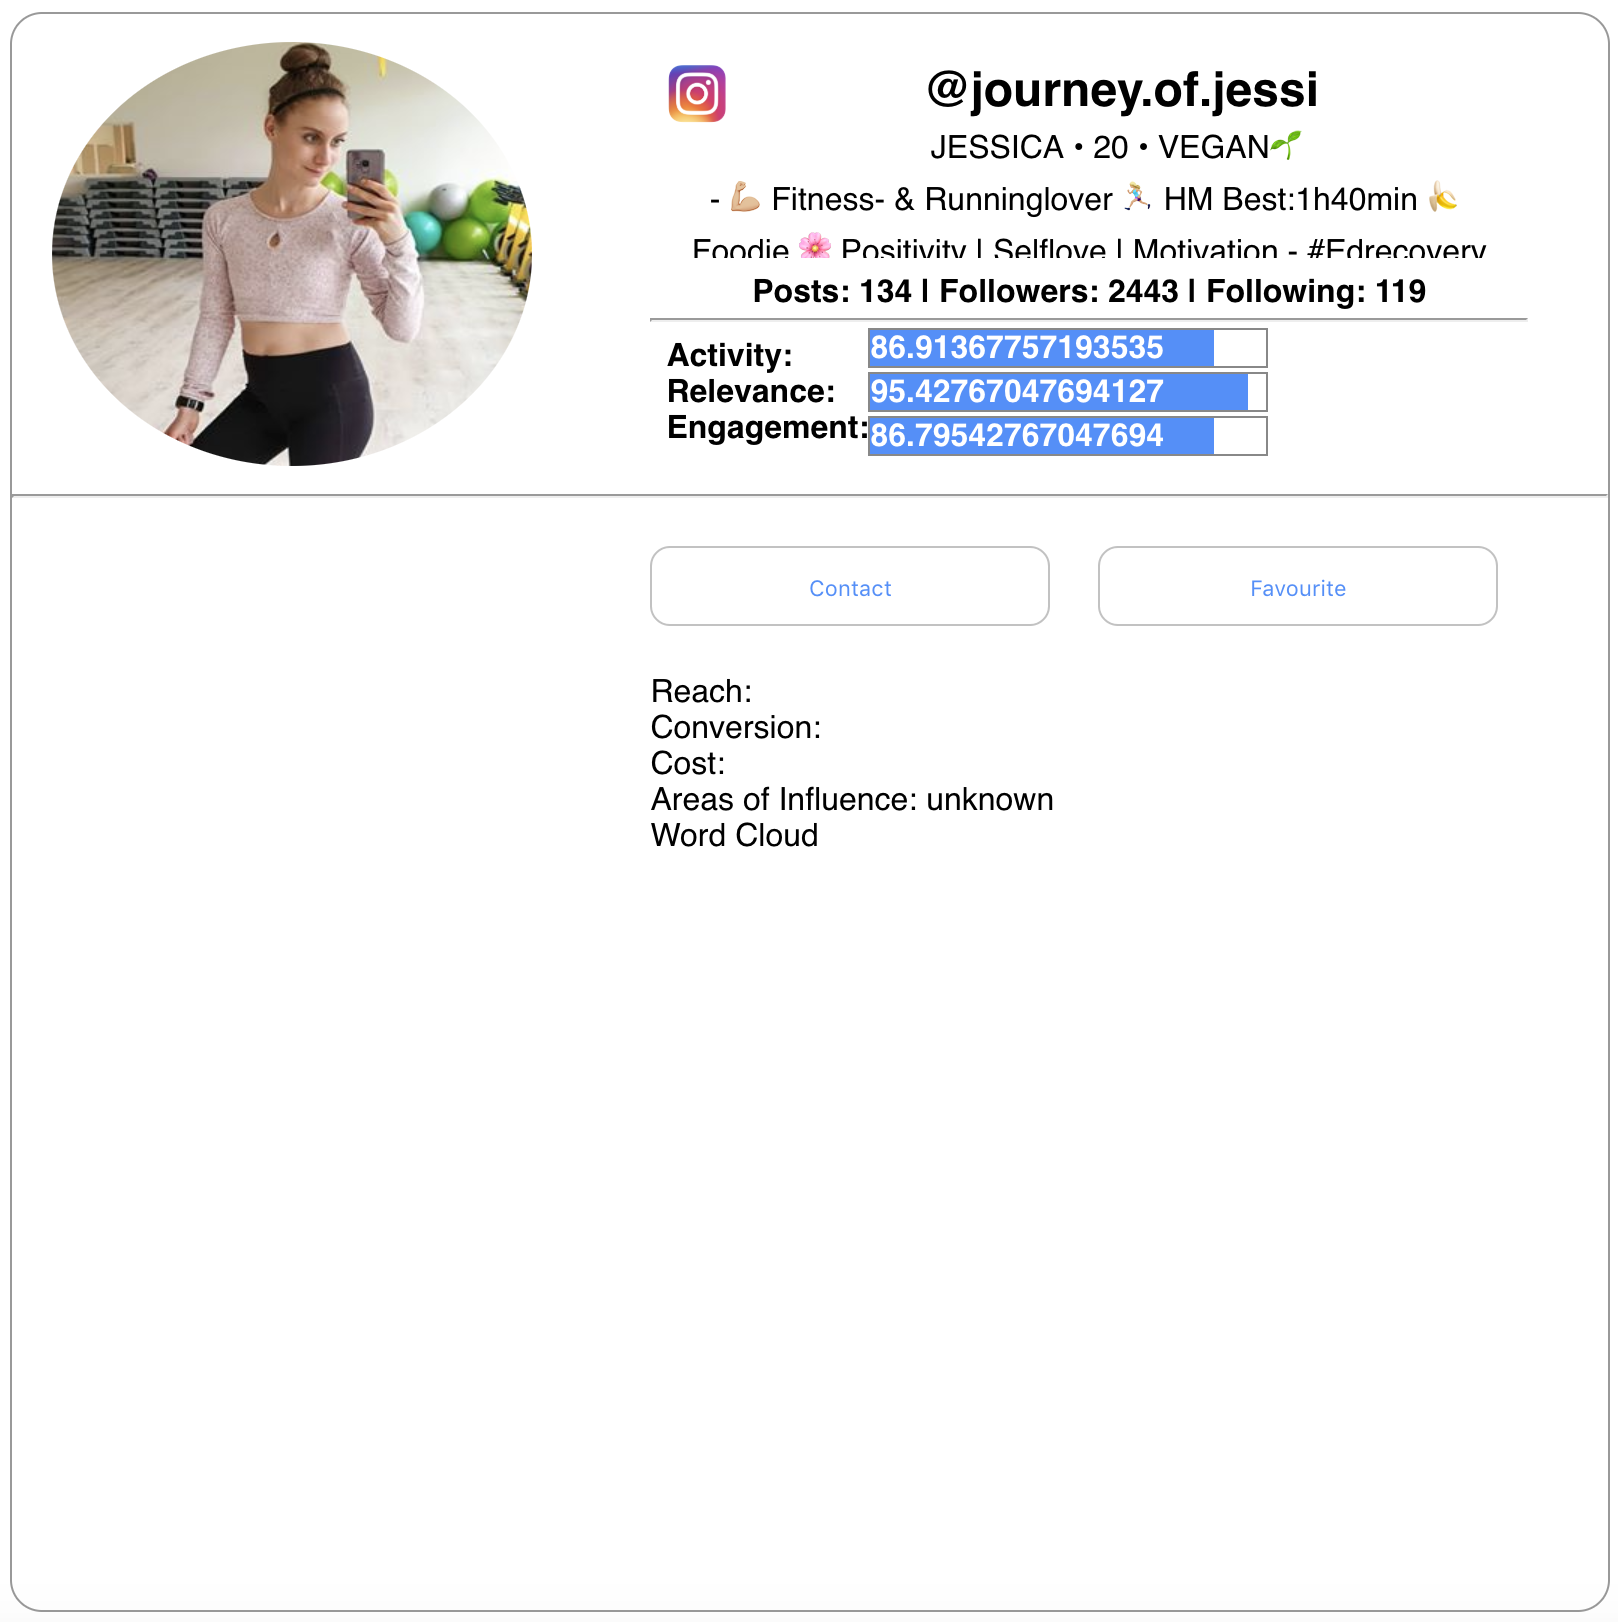 @journey.of.jessi
JESSICA • 20 • VEGAN🌱
- 💪🏼 Fitness- & Runninglover 🏃🏼‍♀️ HM Best:1h40min 🍌
Foodie 🌸 Positivity | Selflove | Motivation - #Edrecovery
Posts: 134 | Followers: 2443 | Following: 119
Activity: 86.91367757193535
Relevance: 95.42767047694127
Engagement: 86.79542767047694
Contact Favourite
Reach:
Conversion:
Cost:
Areas of Influence: unknown
Word Cloud